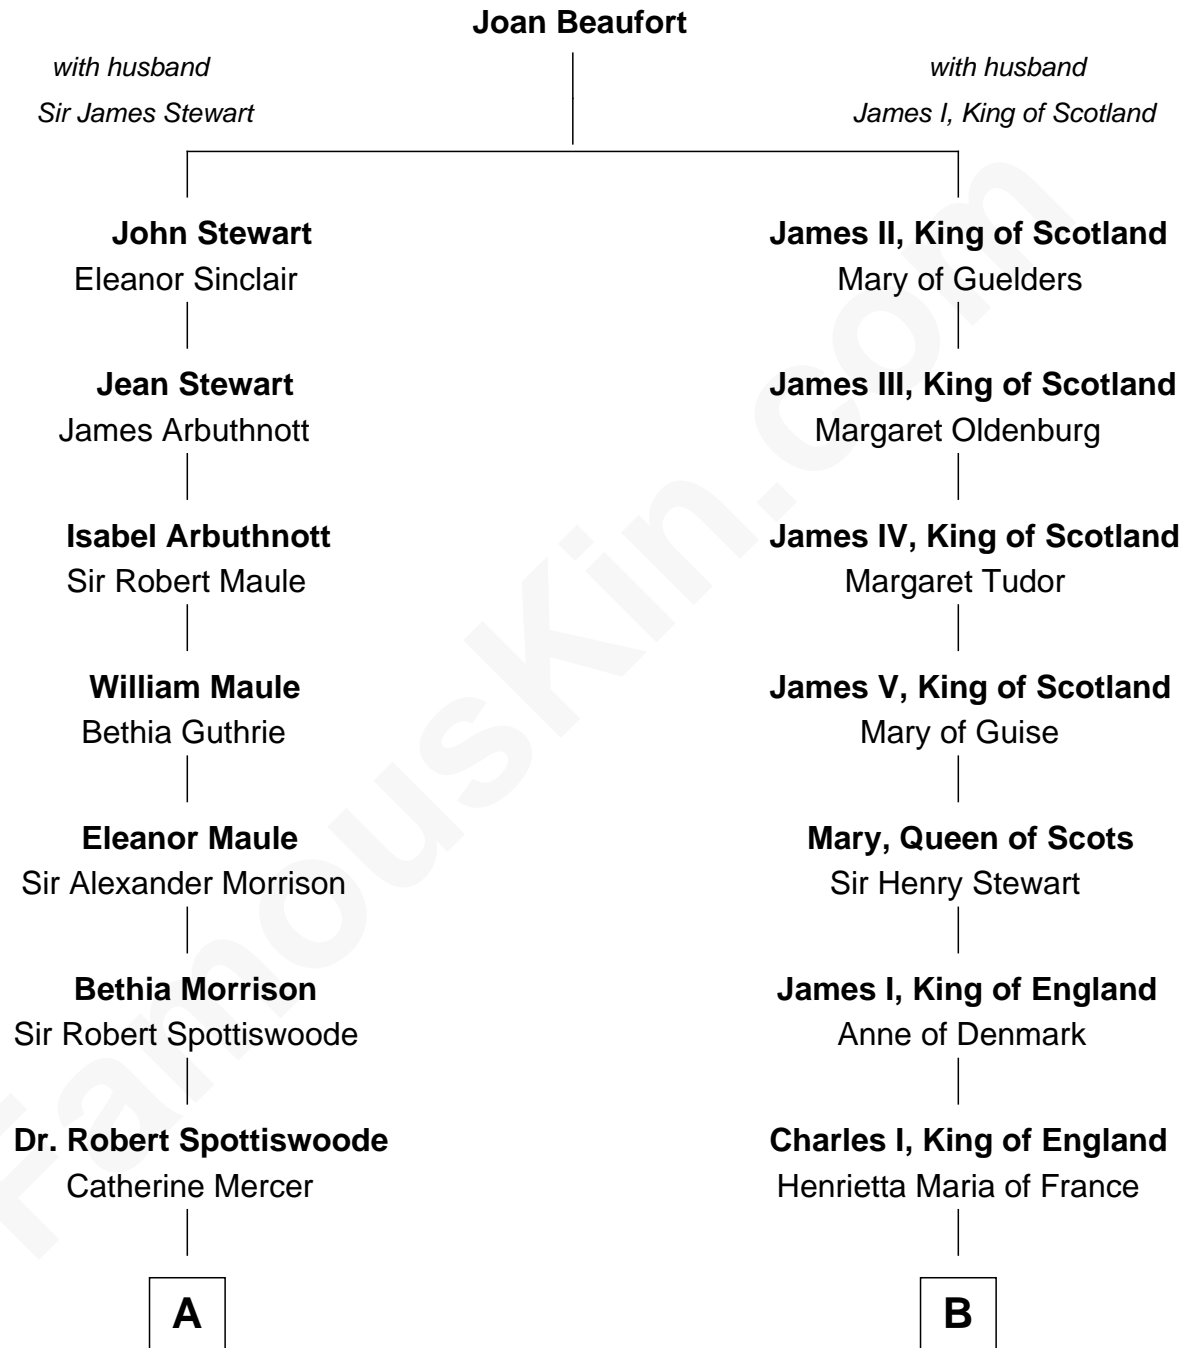 Joan Beaufort
with husband
Sir James Stewart
with husband
James I, King of Scotland
John Stewart
Eleanor Sinclair
James II, King of Scotland
Mary of Guelders
Jean Stewart
James Arbuthnott
James III, King of Scotland
Margaret Oldenburg
Isabel Arbuthnott
Sir Robert Maule
James IV, King of Scotland
Margaret Tudor
William Maule
Bethia Guthrie
James V, King of Scotland
Mary of Guise
Eleanor Maule
Sir Alexander Morrison
Mary, Queen of Scots
Sir Henry Stewart
Bethia Morrison
Sir Robert Spottiswoode
James I, King of England
Anne of Denmark
Dr. Robert Spottiswoode
Catherine Mercer
Charles I, King of England
Henrietta Maria of France
A
B
FamousKin.com